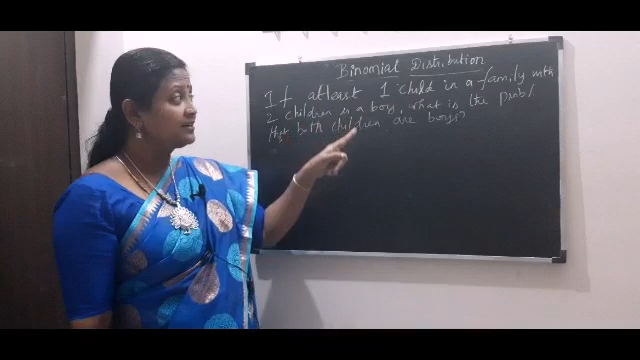 Binomial Distribution
If atleast 1 child in a family with
2 children is a boy, what is the prob/
that both children are boys?